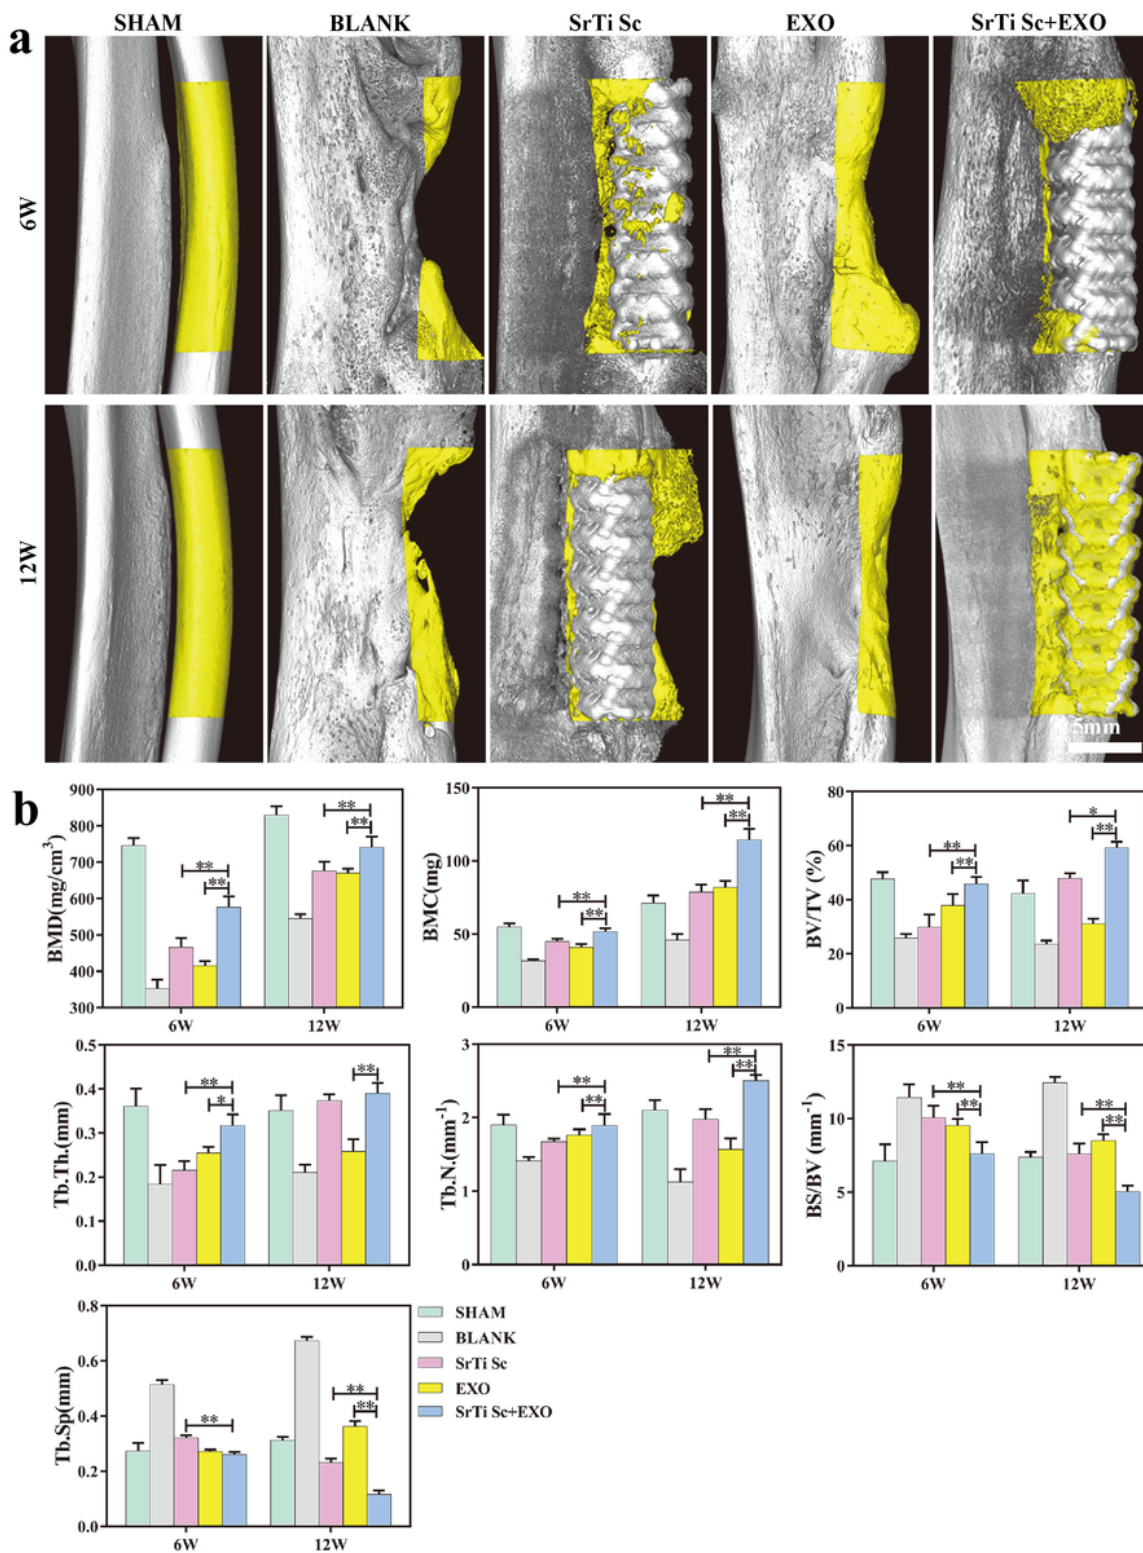 a
SHAM BLANK SrTi Sc EXO SrTi Sc+EXO
6W
12W
5mm
b
BMD(mg/cm³)
900
800
700
600
500
400
300
** ** ** **
6W 12W
BMC(mg)
150
100
50
0
** ** ** **
6W 12W
BV/TV (%)
80
60
40
20
0
** ** * **
6W 12W
Tb.Th.(mm)
0.5
0.4
0.3
0.2
0.1
0.0
** * **
6W 12W
Tb.N.(mm⁻¹)
3
2
1
0
** ** ** **
6W 12W
BS/BV (mm⁻¹)
15
10
5
0
** ** ** **
6W 12W
Tb.Sp(mm)
0.8
0.6
0.4
0.2
0.0
** ** **
6W 12W
SHAM
BLANK
SrTi Sc
EXO
SrTi Sc+EXO